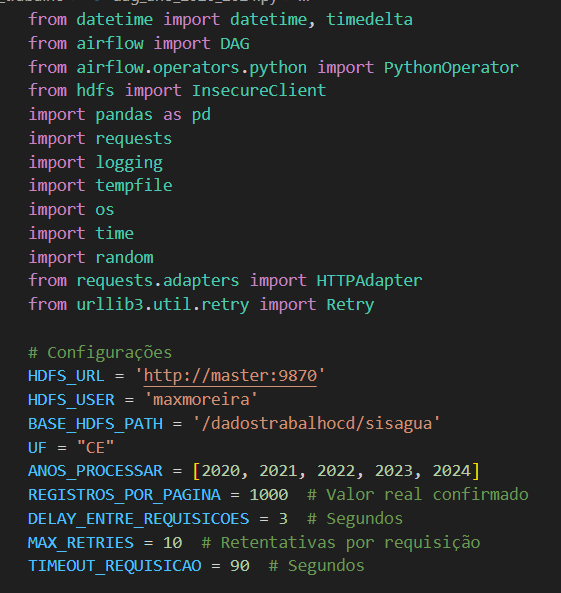 from datetime import datetime, timedelta
from airflow import DAG
from airflow.operators.python import PythonOperator
from hdfs import InsecureClient
import pandas as pd
import requests
import logging
import tempfile
import os
import time
import random
from requests.adapters import HTTPAdapter
from urllib3.util.retry import Retry

# Configurações
HDFS_URL = 'http://master:9870'
HDFS_USER = 'maxmoreira'
BASE_HDFS_PATH = '/dadostrabalhocd/sisagua'
UF = "CE"
ANOS_PROCESSAR = [2020, 2021, 2022, 2023, 2024]
REGISTROS_POR_PAGINA = 1000  # Valor real confirmado
DELAY_ENTRE_REQUISICOES = 3  # Segundos
MAX_RETRIES = 10  # Retentativas por requisição
TIMEOUT_REQUISICAO = 90  # Segundos